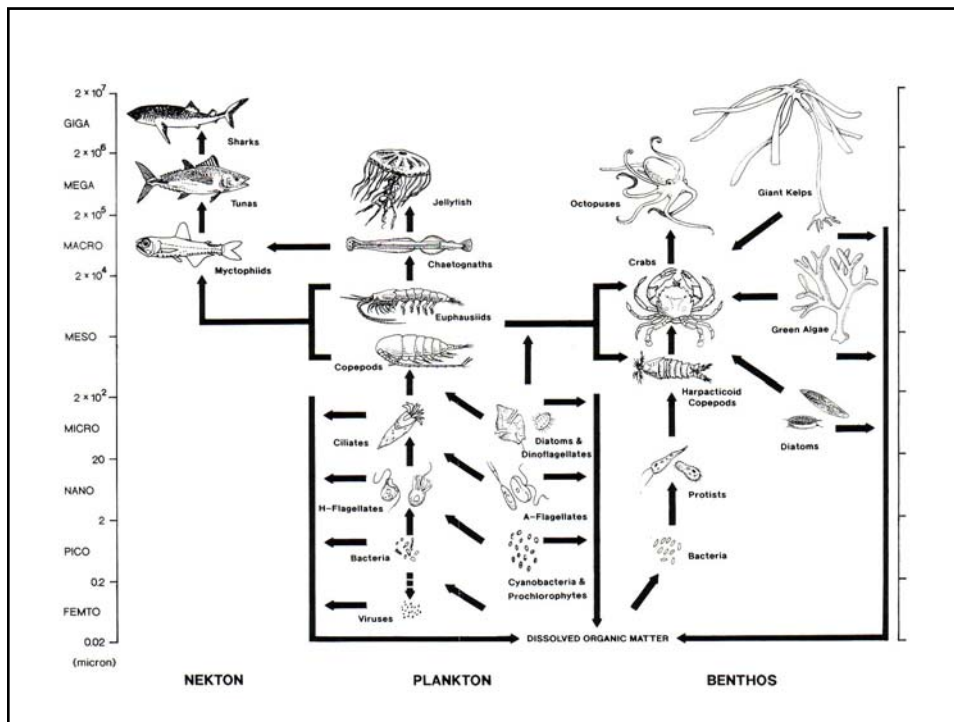 2 × 10⁷
GIGA
2 × 10⁶
MEGA
2 × 10⁵
MACRO
2 × 10⁴
MESO
2 × 10²
MICRO
20
NANO
2
PICO
0.2
FEMTO
0.02
(micron)
Sharks
Tunas
Myctophiids
NEKTON
Jellyfish
Chaetognaths
Euphausiids
Copepods
Ciliates
Diatoms &
Dinoflagellates
H-Flagellates
A-Flagellates
Bacteria
Cyanobacteria &
Prochlorophytes
Viruses
DISSOLVED ORGANIC MATTER
PLANKTON
Octopuses
Giant Kelps
Crabs
Green Algae
Harpacticoid
Copepods
Diatoms
Protists
Bacteria
BENTHOS